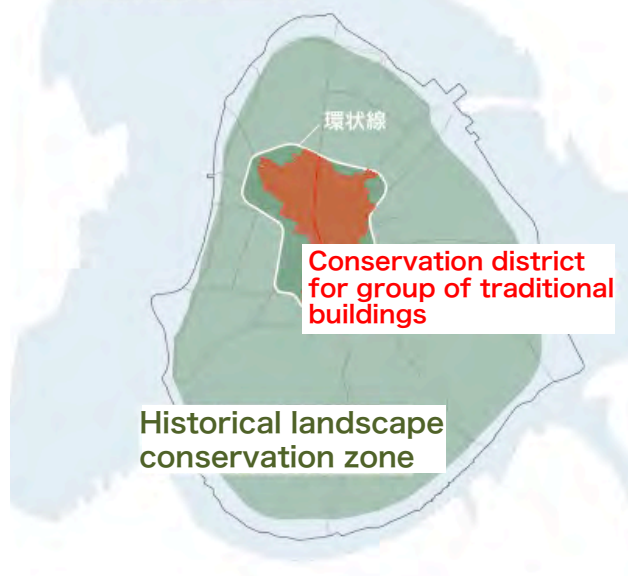 環状線
Conservation district
for group of traditional
buildings
Historical landscape
conservation zone